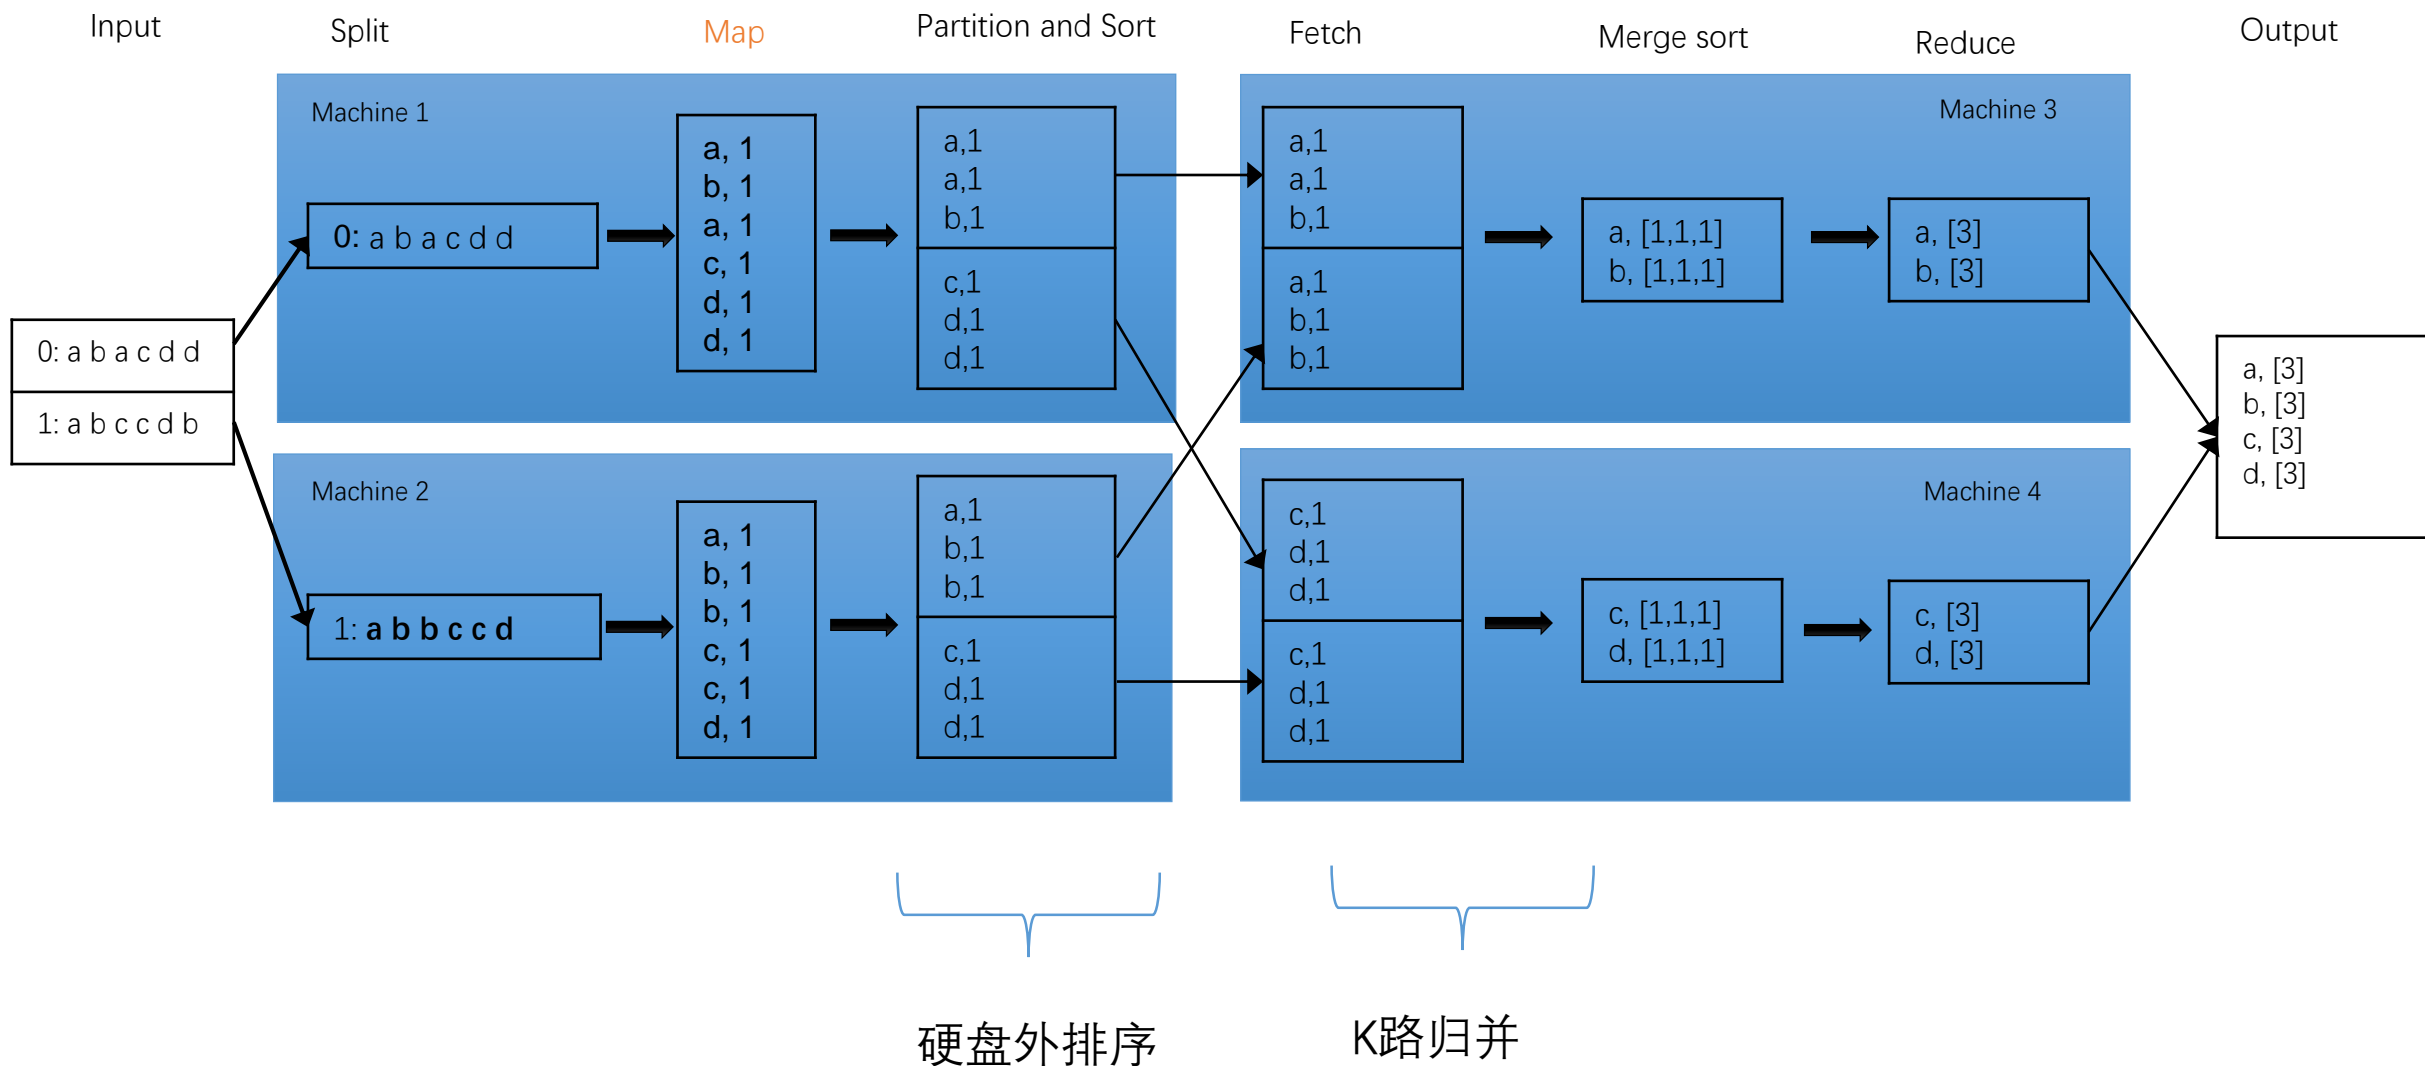 Input
Split
Map
Partition and Sort
Fetch
Merge sort
Reduce
Output
0: a b a c d d
1: a b c c d b
Machine 1
0: a b a c d d
a, 1
b, 1
a, 1
c, 1
d, 1
d, 1
a,1
a,1
b,1
c,1
d,1
d,1
Machine 2
1: a b b c c d
a, 1
b, 1
b, 1
c, 1
c, 1
d, 1
a,1
b,1
b,1
c,1
d,1
d,1
Machine 3
a,1
a,1
b,1
a,1
b,1
b,1
a, [1,1,1]
b, [1,1,1]
a, [3]
b, [3]
Machine 4
c,1
d,1
d,1
c,1
d,1
d,1
c, [1,1,1]
d, [1,1,1]
c, [3]
d, [3]
a, [3]
b, [3]
c, [3]
d, [3]
硬盘外排序
K路归并